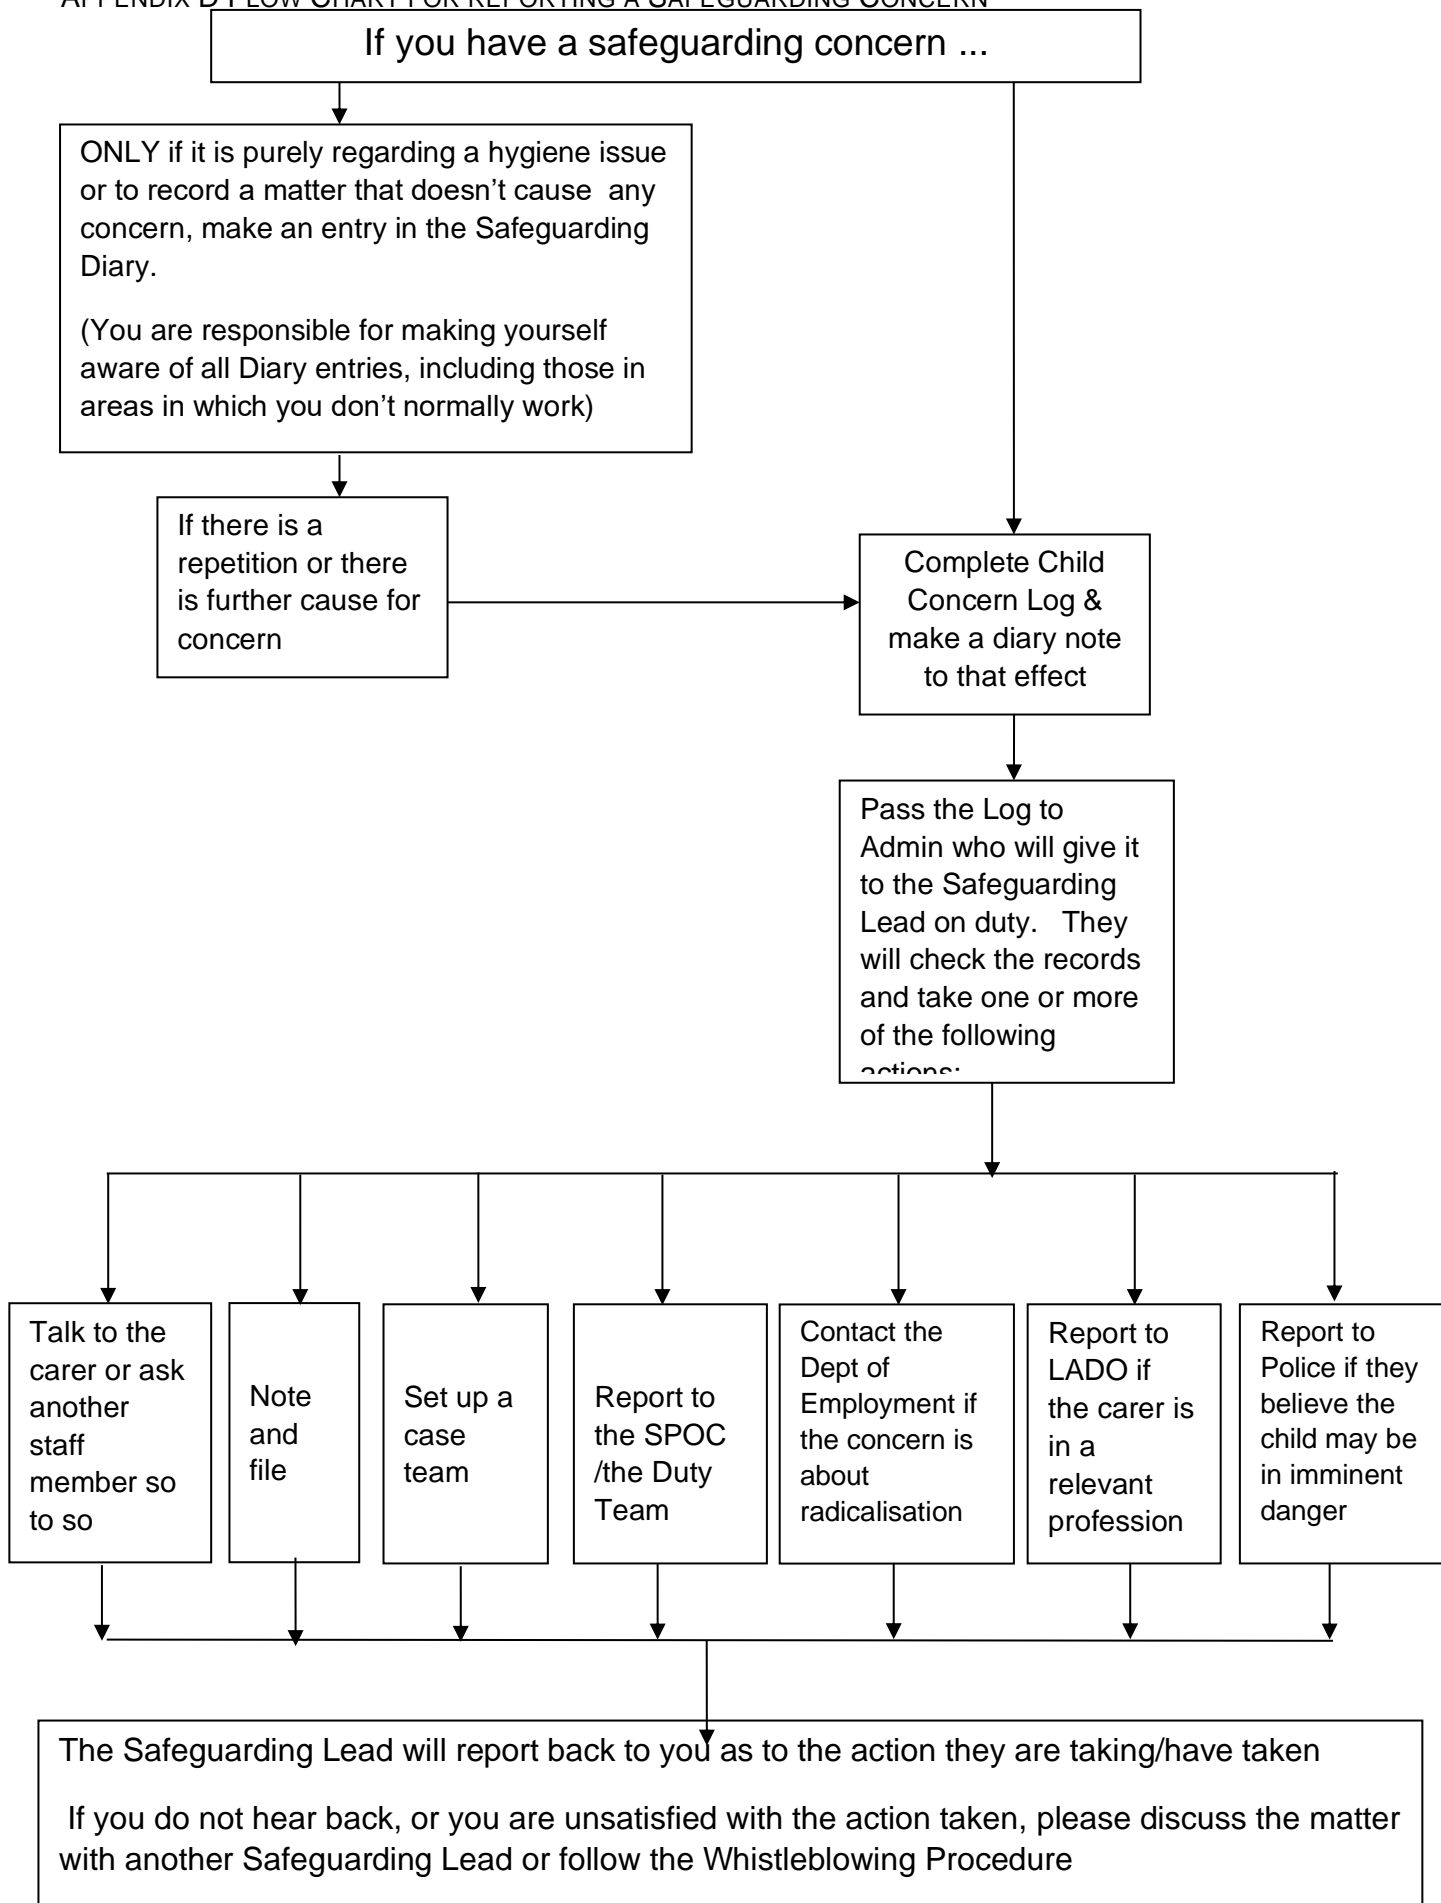 APPENDIX D FLOW CHART FOR REPORTING A SAFEGUARDING CONCERN
If you have a safeguarding concern ...
ONLY if it is purely regarding a hygiene issue
or to record a matter that doesn’t cause any
concern, make an entry in the Safeguarding
Diary.
(You are responsible for making yourself
aware of all Diary entries, including those in
areas in which you don’t normally work)
If there is a
repetition or there
is further cause for
concern
Complete Child
Concern Log &
make a diary note
to that effect
Pass the Log to
Admin who will give it
to the Safeguarding
Lead on duty. They
will check the records
and take one or more
of the following
actions:
Talk to the
carer or ask
another
staff
member so
to so
Note
and
file
Set up a
case
team
Report to
the SPOC
/the Duty
Team
Contact the
Dept of
Employment if
the concern is
about
radicalisation
Report to
LADO if
the carer is
in a
relevant
profession
Report to
Police if they
believe the
child may be
in imminent
danger
The Safeguarding Lead will report back to you as to the action they are taking/have taken
If you do not hear back, or you are unsatisfied with the action taken, please discuss the matter
with another Safeguarding Lead or follow the Whistleblowing Procedure